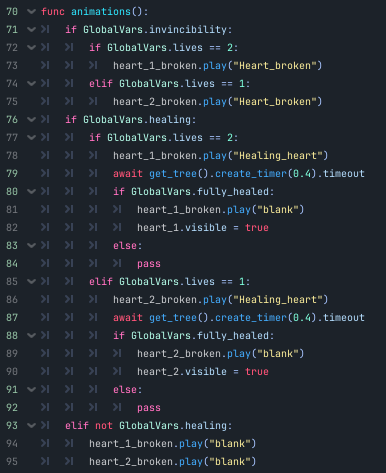 70 func animations():
71 if GlobalVars.invincibility:
72 if GlobalVars.lives == 2:
73 heart_1_broken.play("Heart_broken")
74 elif GlobalVars.lives == 1:
75 heart_2_broken.play("Heart_broken")
76 if GlobalVars.healing:
77 if GlobalVars.lives == 2:
78 heart_1_broken.play("Healing_heart")
79 await get_tree().create_timer(0.4).timeout
80 if GlobalVars.fully_healed:
81 heart_1_broken.play("blank")
82 heart_1.visible = true
83 else:
84 pass
85 elif GlobalVars.lives == 1:
86 heart_2_broken.play("Healing_heart")
87 await get_tree().create_timer(0.4).timeout
88 if GlobalVars.fully_healed:
89 heart_2_broken.play("blank")
90 heart_2.visible = true
91 else:
92 pass
93 elif not GlobalVars.healing:
94 heart_1_broken.play("blank")
95 heart_2_broken.play("blank")